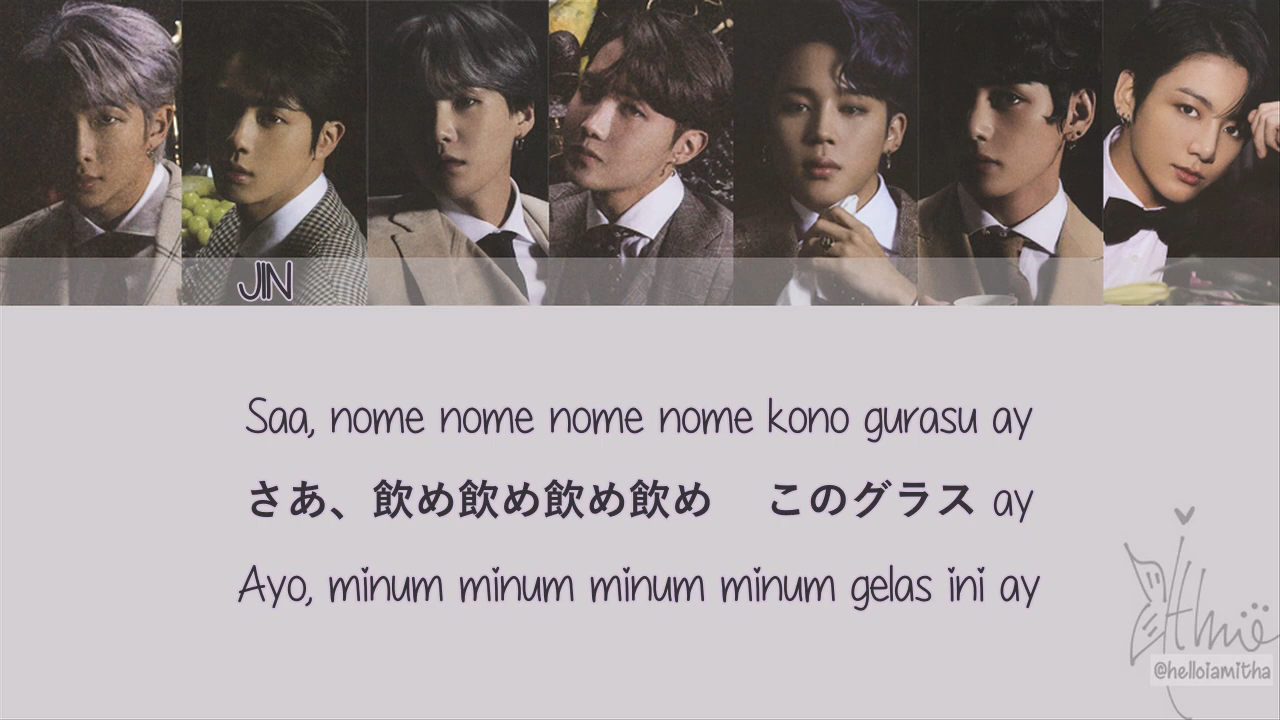 JIN
Saa, nome nome nome nome kono gurasu ay
さあ、飲め飲め飲め飲め　このグラス ay
Ayo, minum minum minum minum gelas ini ay
@helloiamitha